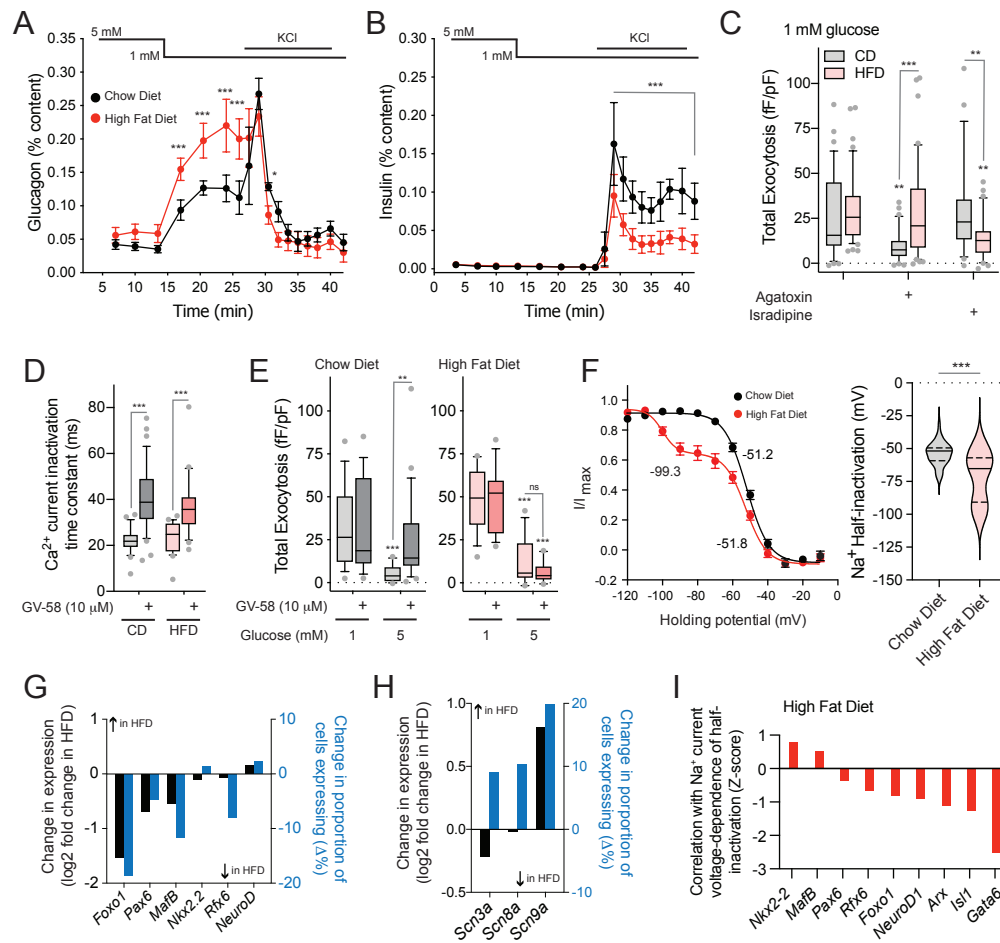 A
5 mM
1 mM
KCl
Glucagon (% content)
0.35
0.30
0.25
0.20
0.15
0.10
0.05
0.00
Chow Diet
High Fat Diet
***
***
***
***
*
5 10 15 20 25 30 35 40
Time (min)
B
5 mM
1 mM
KCl
Insulin (% content)
0.30
0.25
0.20
0.15
0.10
0.05
0.00
***
5 10 15 20 25 30 35 40
Time (min)
C
1 mM glucose
CD
HFD
Total Exocytosis (fF/pF)
100
75
50
25
0
***
**
**
**
Agatoxin +
Isradipine +
D
Ca2+ current inactivation
time constant (ms)
80
60
40
20
0
***
***
GV-58 (10 µM) + +
CD HFD
E
Chow Diet High Fat Diet
Total Exocytosis (fF/pF)
100
75
50
25
0
**
***
ns
***
***
GV-58 (10 µM) + + + +
Glucose (mM) 1 5 1 5
F
I/Imax
1.0
0.8
0.6
0.4
0.2
0.0
-0.2
Chow Diet
High Fat Diet
-99.3
-51.2
-51.8
-120 -100 -80 -60 -40 -20 0
Holding potential (mV)
***
Na+ Half-inactivation (mV)
0
-50
-100
-150
Chow Diet
High Fat Diet
G
Change in expression
(log2 fold change in HFD)
1
0
-1
-2
↑ in HFD
↓ in HFD
10
0
-10
-20
Change in porportion of
cells expressing (Δ%)
Foxo1
Pax6
MafB
Nkx2.2
Rfx6
NeuroD
H
Change in expression
(log2 fold change in HFD)
1.0
0.5
0.0
-0.5
↑ in HFD
↓ in HFD
20
10
0
-10
Change in porportion of
cells expressing (Δ%)
Scn3a
Scn8a
Scn9a
I
High Fat Diet
Correlation with Na+ current
voltage-dependence of half-
inactivation (Z-score)
2
1
0
-1
-2
-3
Nkx2-2
MafB
Pax6
Rfx6
Foxo1
NeuroD1
Arx
Isl1
Gata6